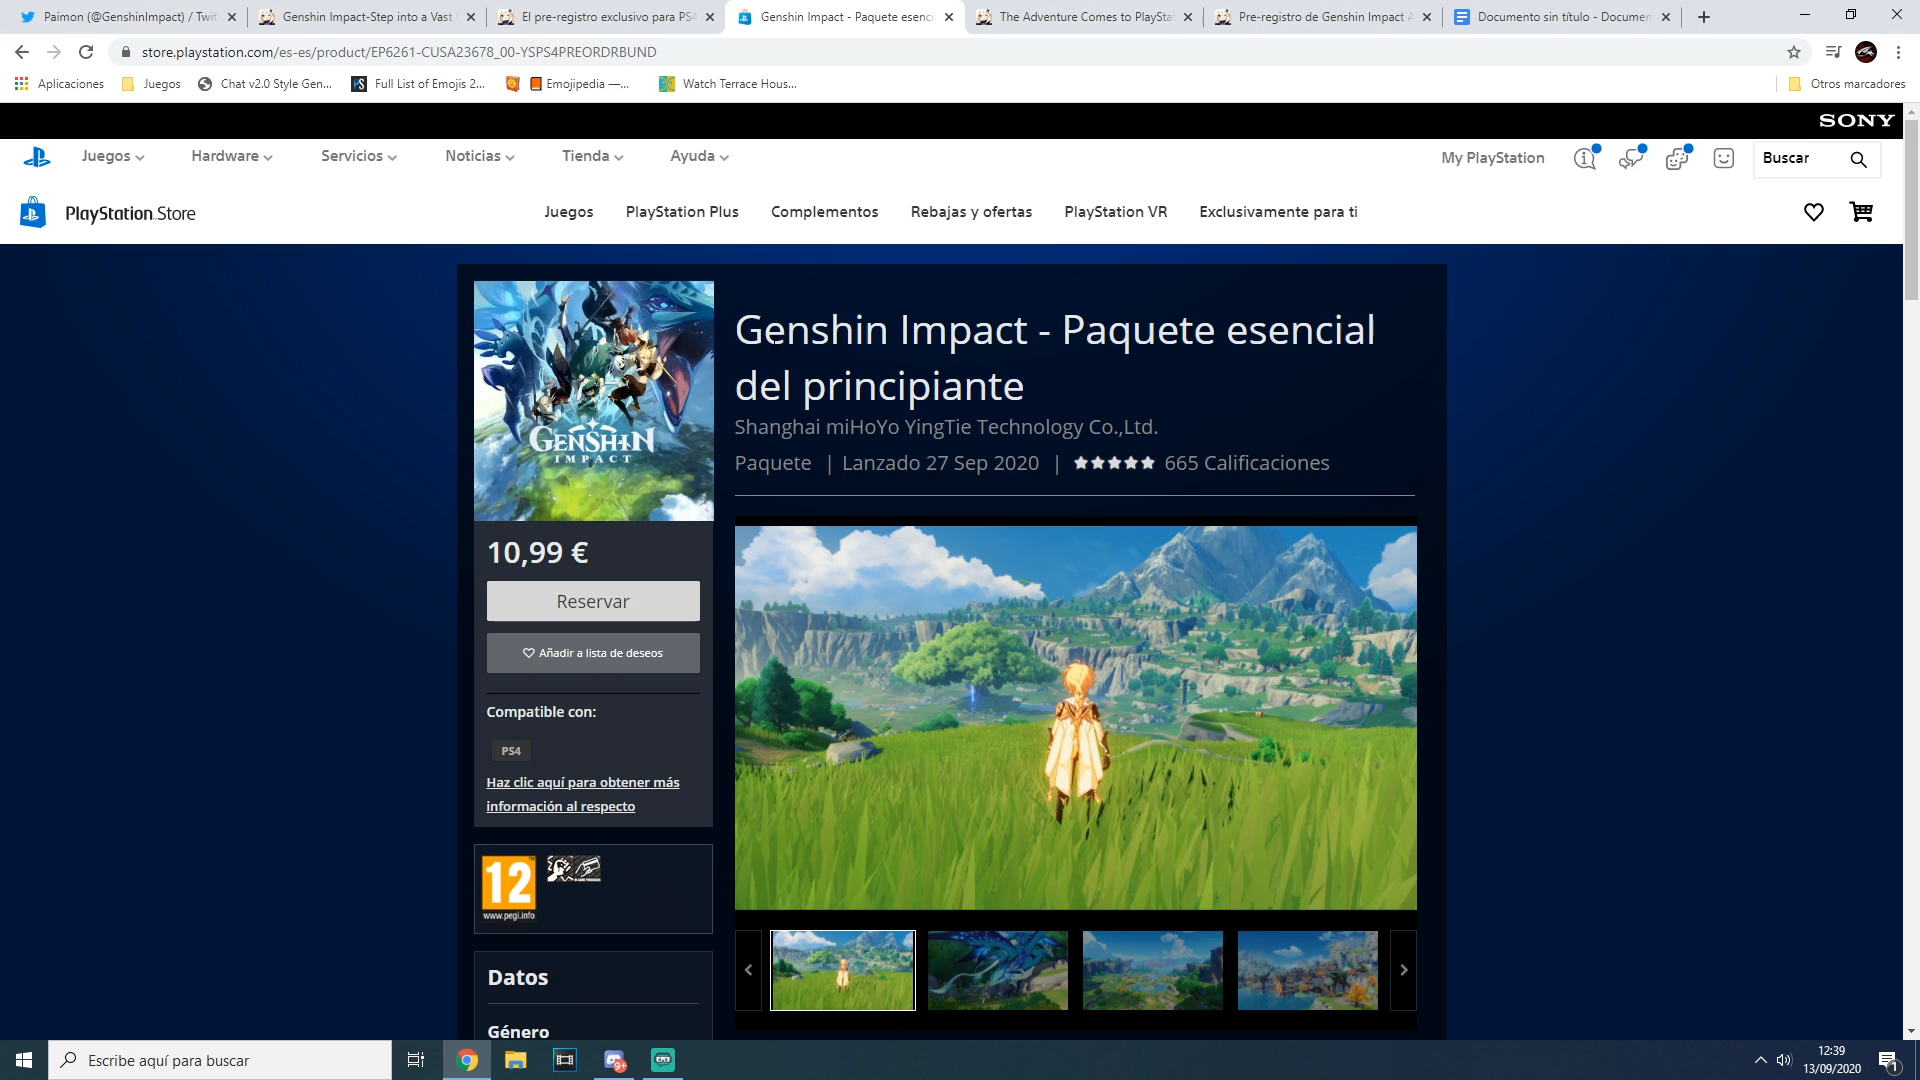 Paimon (@GenshinImpact) / Twit
Genshin Impact-Step into a Vast
El pre-registro exclusivo para PS4
Genshin Impact - Paquete esenci
The Adventure Comes to PlaySta
Pre-registro de Genshin Impact A
Documento sin título - Documen
store.playstation.com/es-es/product/EP6261-CUSA23678_00-YSPS4PREORDRBUND
Aplicaciones
Juegos
Chat v2.0 Style Gen...
Full List of Emojis 2...
Emojipedia —...
Watch Terrace Hous...
Otros marcadores
SONY
Juegos
Hardware
Servicios
Noticias
Tienda
Ayuda
My PlayStation
Buscar
PlayStation Store
Juegos
PlayStation Plus
Complementos
Rebajas y ofertas
PlayStation VR
Exclusivamente para ti
GENSHIN
IMPACT
Genshin Impact - Paquete esencial
del principiante
Shanghai miHoYo YingTie Technology Co.,Ltd.
Paquete | Lanzado 27 Sep 2020 | ★★★★★ 665 Calificaciones
10,99 €
Reservar
Añadir a lista de deseos
Compatible con:
PS4
Haz clic aquí para obtener más
información al respecto
12
www.pegi.info
Datos
Género
Escribe aquí para buscar
9+
12:39
13/09/2020
1